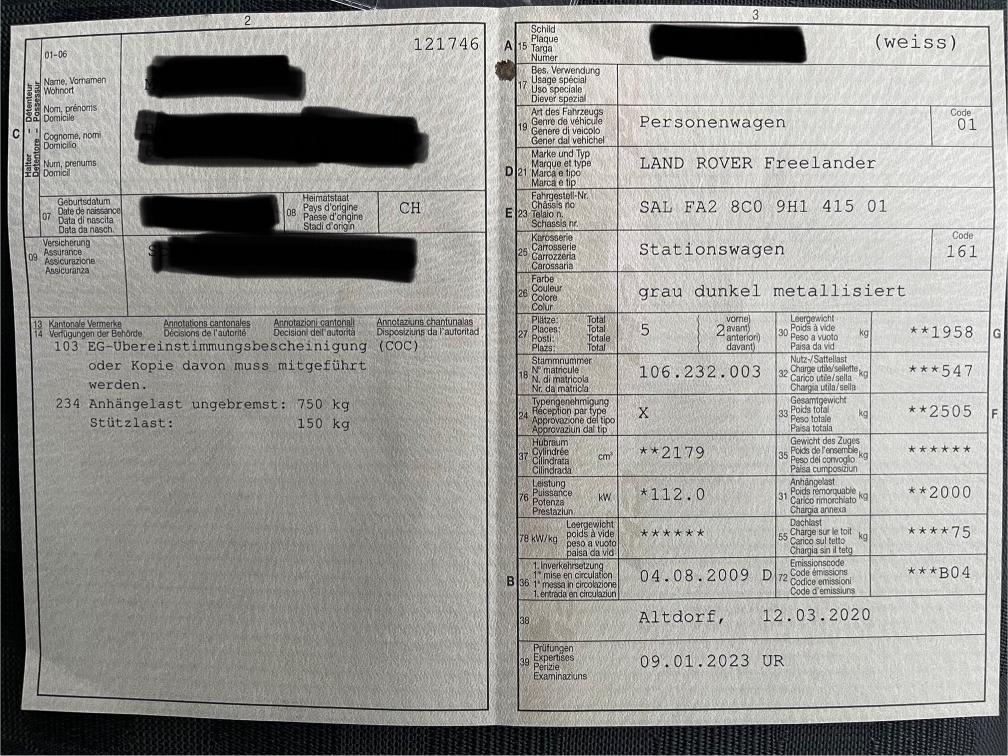 2
121746
01-06
Name, Vornamen
Wohnort
Nom, prénoms
Domicile
Cognome, nomi
Domicilio
Num, prenums
Domicil
C
Halter - Détenteur
Detentore - Possessur
07
Geburtsdatum
Date de naissance
Data di nascita
Data da nasch.
08
Heimatstaat
Pays d'origine
Paese d'origine
Stadi d'origin
CH
09
Versicherung
Assurance
Assicurazione
Assicuranza
13 Kantonale Vermerke Annotations cantonales Annotazioni cantonali Annotaziuns chantunalas
14 Verfügungen der Behörde Décisions de l'autorité Decisioni dell'autorità Disposiziuns da l'autoritad
103 EG-Ubereinstimmungsbescheinigung (COC)
oder Kopie davon muss mitgeführt
werden.
234 Anhängelast ungebremst: 750 kg
Stützlast: 150 kg
3
A 15
Schild
Plaque
Targa
Numer
(weiss)
17
Bes. Verwendung
Usage spécial
Uso speciale
Diever spezial
19
Art des Fahrzeugs
Genre de véhicule
Genere di veicolo
Gener dal vehichel
Personenwagen
Code
01
D 21
Marke und Typ
Marque et type
Marca e tipo
Marca e tip
LAND ROVER Freelander
E 23
Fahrgestell-Nr.
Châssis no
Telaio n.
Schassis nr.
SAL FA2 8C0 9H1 415 01
25
Karosserie
Carrosserie
Carrozzeria
Carossaria
Stationswagen
Code
161
26
Farbe
Couleur
Colore
Colur
grau dunkel metallisiert
27
Plätze: Total
Places: Total
Posti: Totale
Plazs: Total
5
2
vorne)
avant)
anteriori)
davant)
30
Leergewicht
Poids à vide
Peso a vuoto
Paisa da vid
kg
**1958
G
18
Stammnummer
N° matricule
N. di matricola
Nr. da matricla
106.232.003
32
Nutz-/Sattellast
Charge utile/sellette
Carico utile/sella
Chargia utila/sella
kg
***547
24
Typengenehmigung
Réception par type
Approvazione del tipo
Approvaziun dal tip
X
33
Gesamtgewicht
Poids total
Peso totale
Paisa totala
kg
**2505
F
37
Hubraum
Cylindrée
Cilindrata
Cilindrada
cm³
**2179
35
Gewicht des Zuges
Poids de l'ensemble
Peso del convoglio
Paisa cumposiziun
kg
******
76
Leistung
Puissance
Potenza
Prestaziun
kW
*112.0
31
Anhängelast
Poids remorquable
Carico rimorchiato
Chargia annexa
kg
**2000
78 kW/kg
Leergewicht
poids à vide
peso a vuoto
paisa da vid
******
55
Dachlast
Charge sur le toit
Carico sul tetto
Chargia sin il tetg
kg
****75
B 36
1. Inverkehrsetzung
1re mise en circulation
1a messa in circolazione
1. entrada en circulaziun
04.08.2009 D
72
Emissionscode
Code émissions
Codice emissioni
Code d'emissiuns
***B04
38
Altdorf, 12.03.2020
39
Prüfungen
Expertises
Perizie
Examinaziuns
09.01.2023 UR